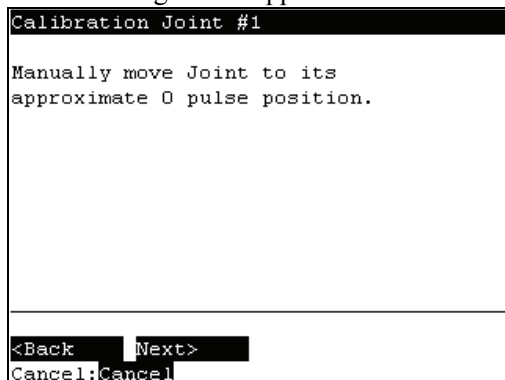 Calibration Joint #1
Manually move Joint to its
approximate 0 pulse position.
<Back Next>
Cancel:Cancel